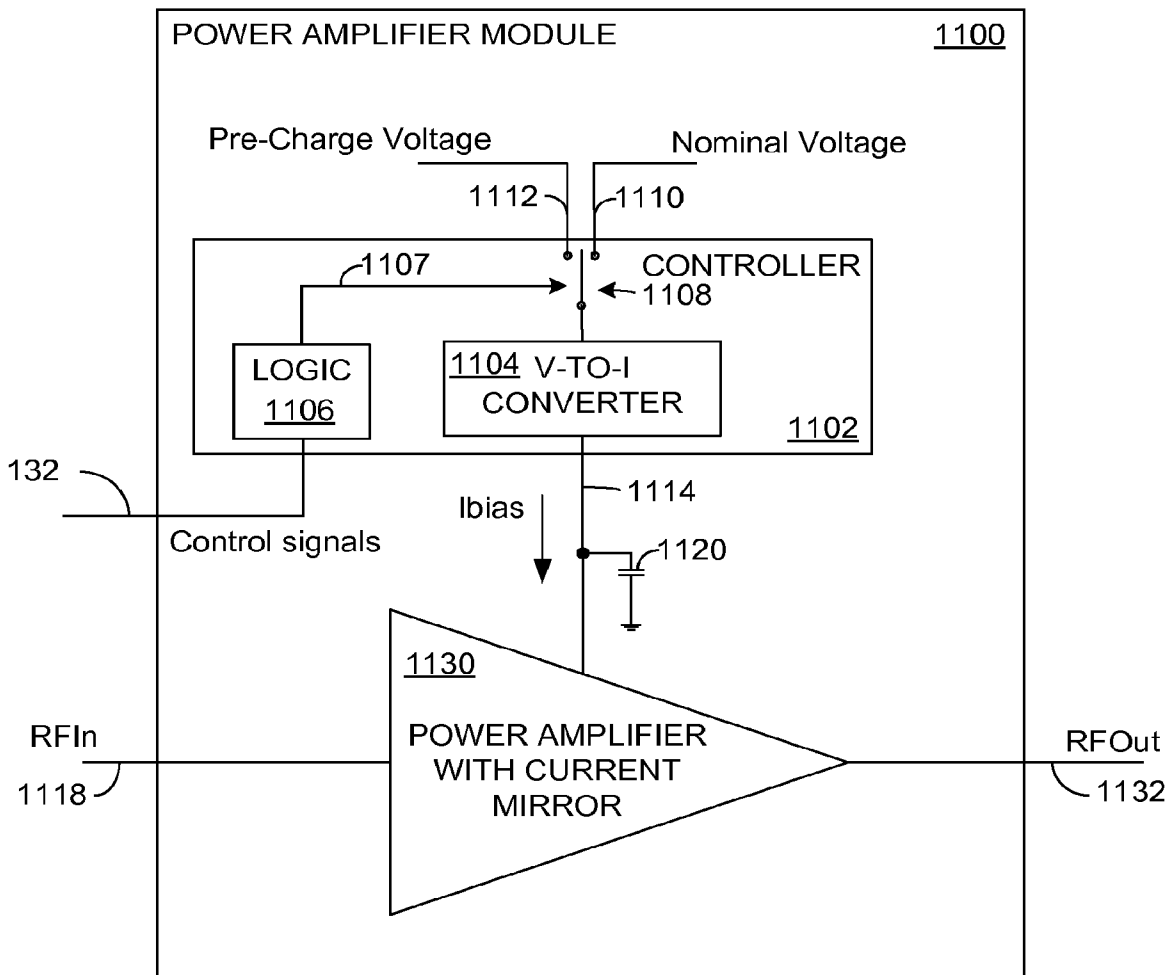 POWER AMPLIFIER MODULE 1100
Pre-Charge Voltage Nominal Voltage
1112 1110
1107 CONTROLLER
1108
LOGIC
1106
1104 V-TO-I
CONVERTER
1102
132
1114
Ibias
Control signals
1120
1130
POWER AMPLIFIER
WITH CURRENT
MIRROR
RFIn
1118
RFOut
1132